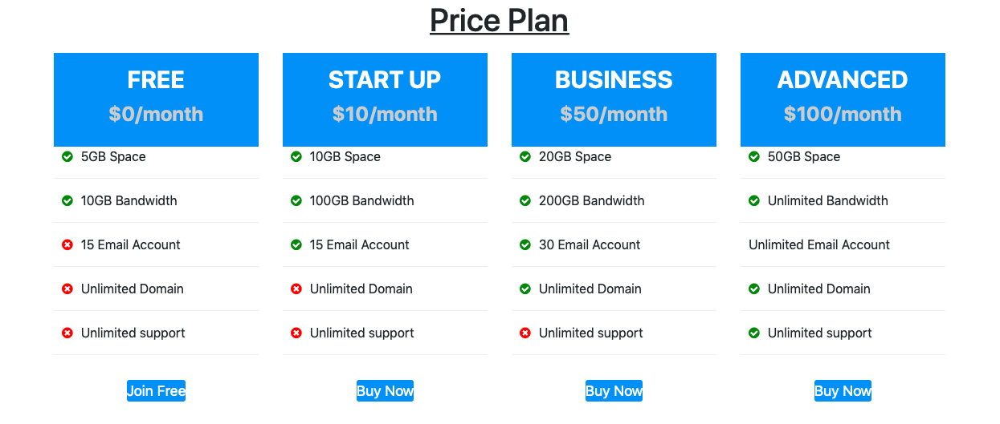 Price Plan
FREE
$0/month
5GB Space
10GB Bandwidth
15 Email Account
Unlimited Domain
Unlimited support
Join Free
START UP
$10/month
10GB Space
100GB Bandwidth
15 Email Account
Unlimited Domain
Unlimited support
Buy Now
BUSINESS
$50/month
20GB Space
200GB Bandwidth
30 Email Account
Unlimited Domain
Unlimited support
Buy Now
ADVANCED
$100/month
50GB Space
Unlimited Bandwidth
Unlimited Email Account
Unlimited Domain
Unlimited support
Buy Now